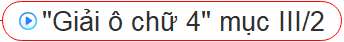 "Giải ô chữ 4" mục III/2